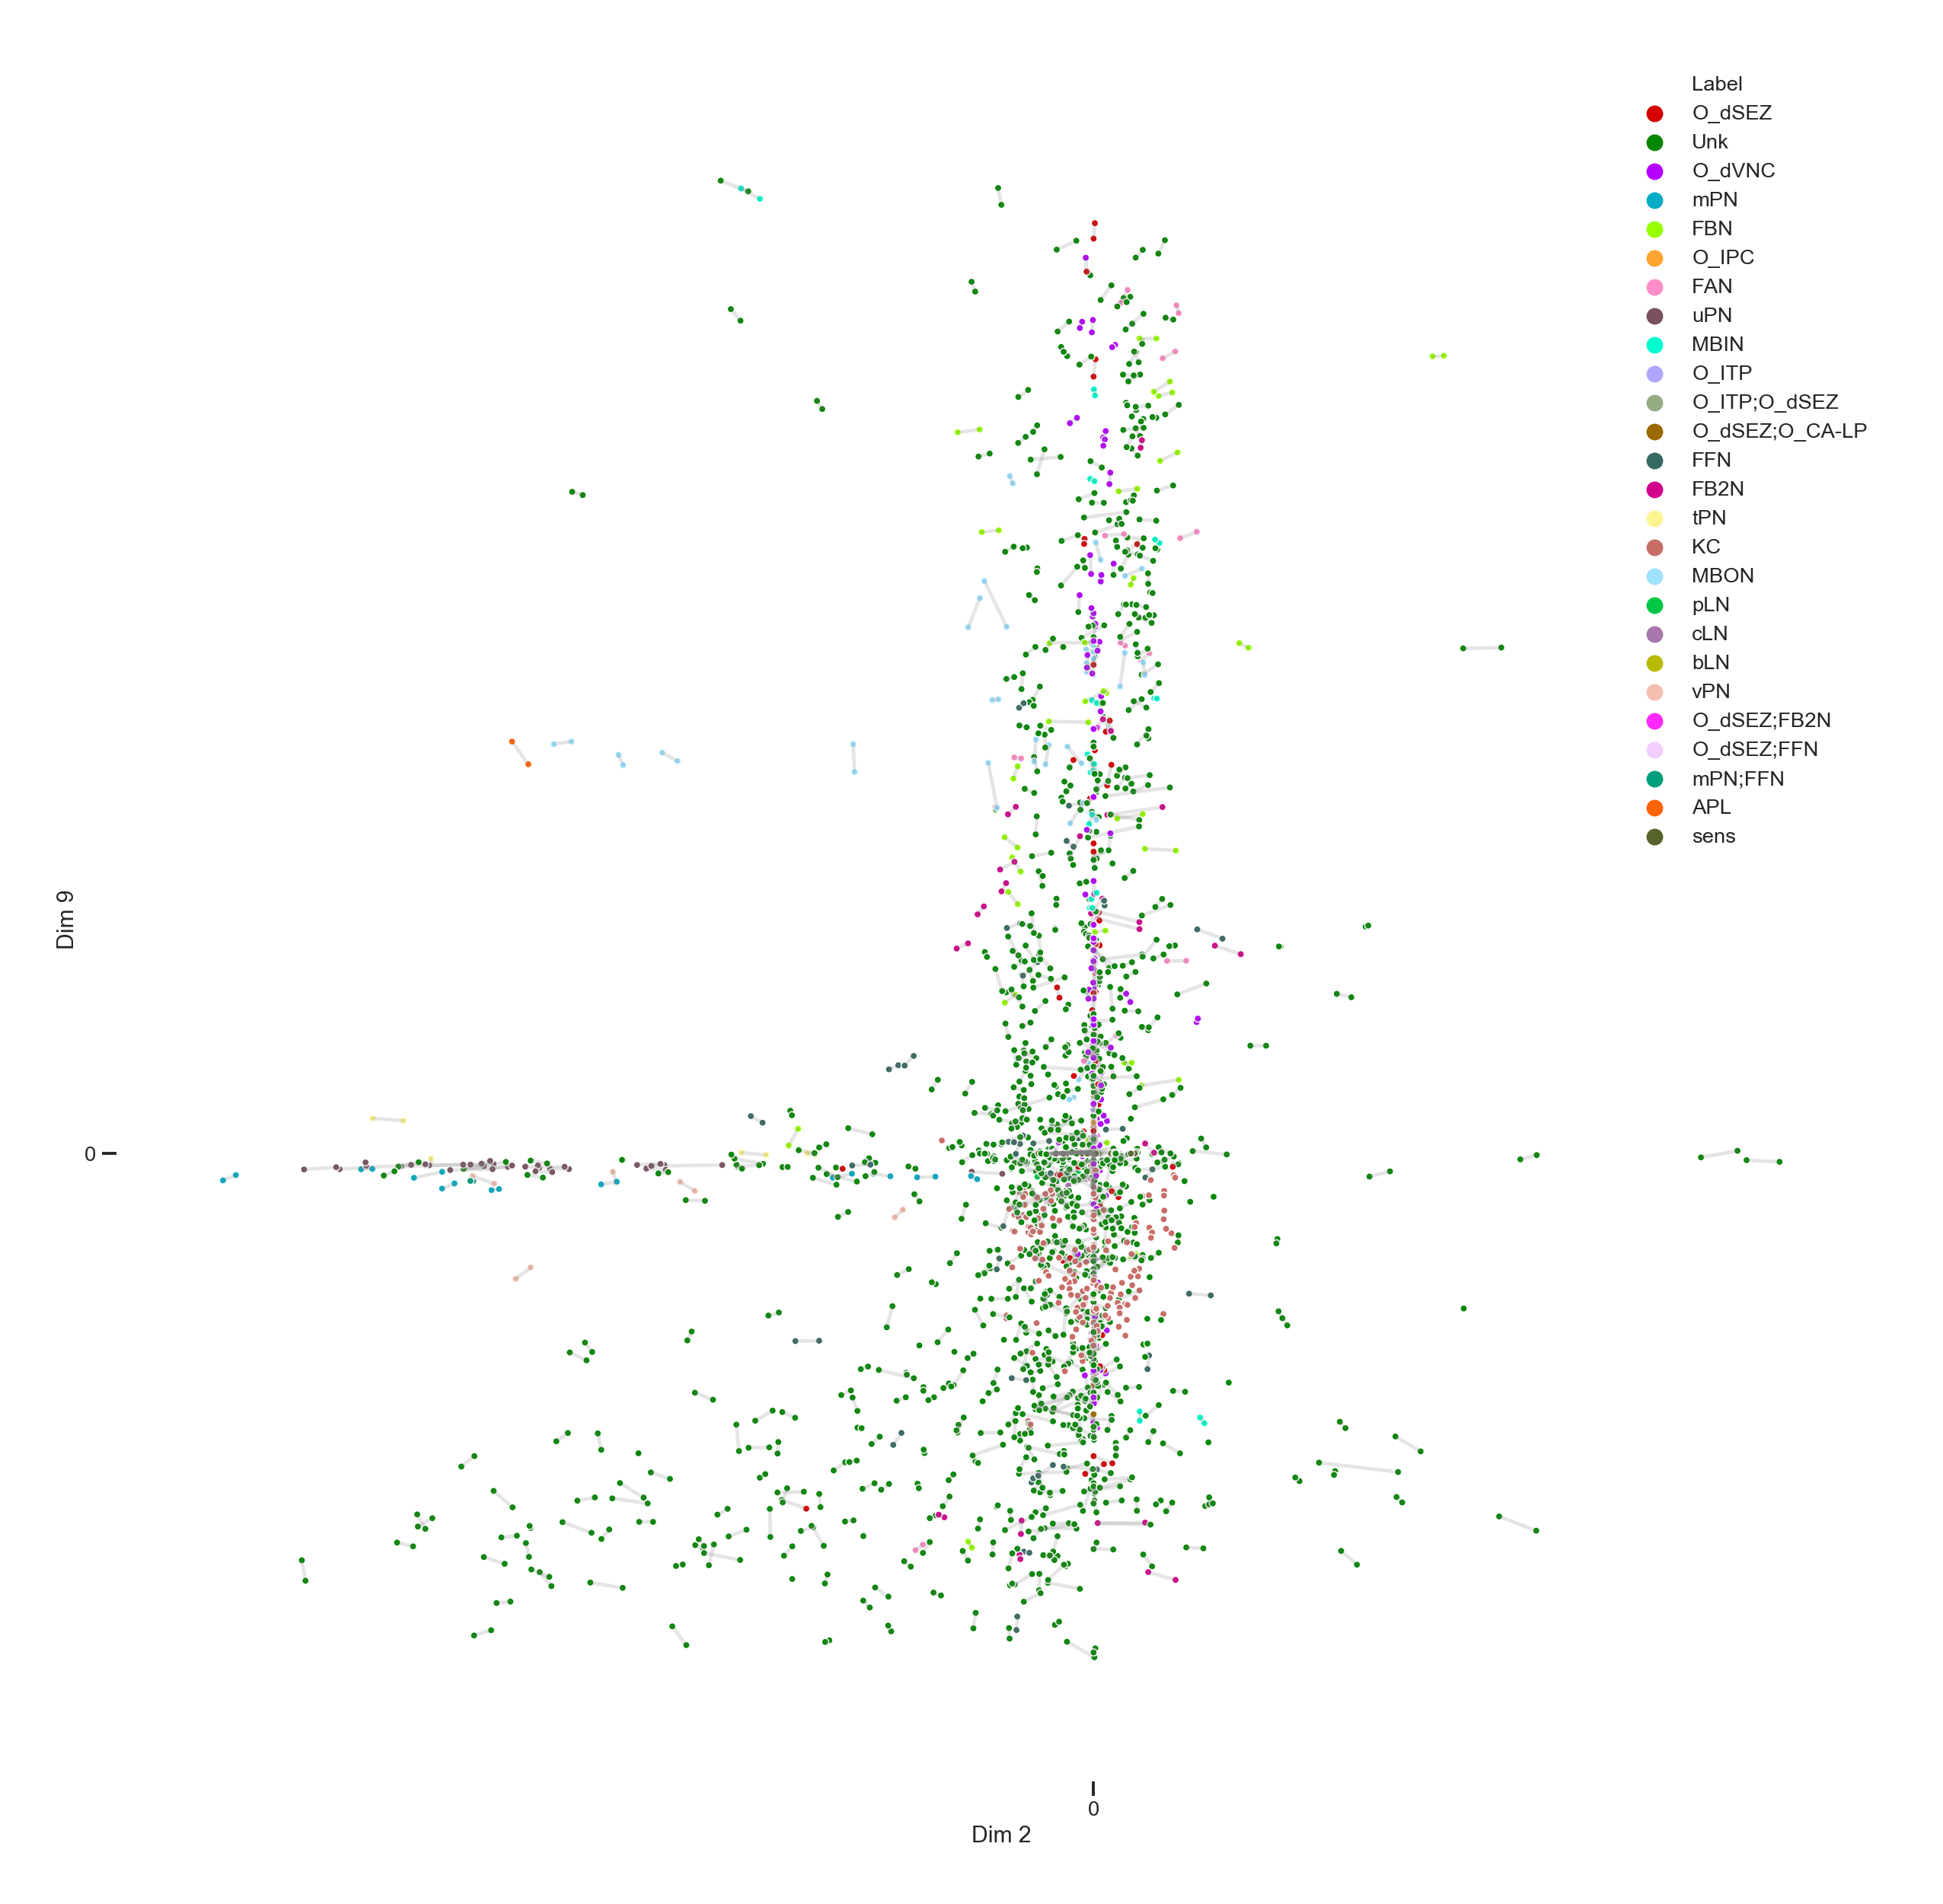 Label
O_dSEZ
Unk
O_dVNC
mPN
FBN
O_IPC
FAN
uPN
MBIN
O_ITP
O_ITP;O_dSEZ
O_dSEZ;O_CA-LP
FFN
FB2N
tPN
KC
MBON
pLN
cLN
bLN
vPN
O_dSEZ;FB2N
O_dSEZ;FFN
mPN;FFN
APL
sens
Dim 9
0
0
Dim 2